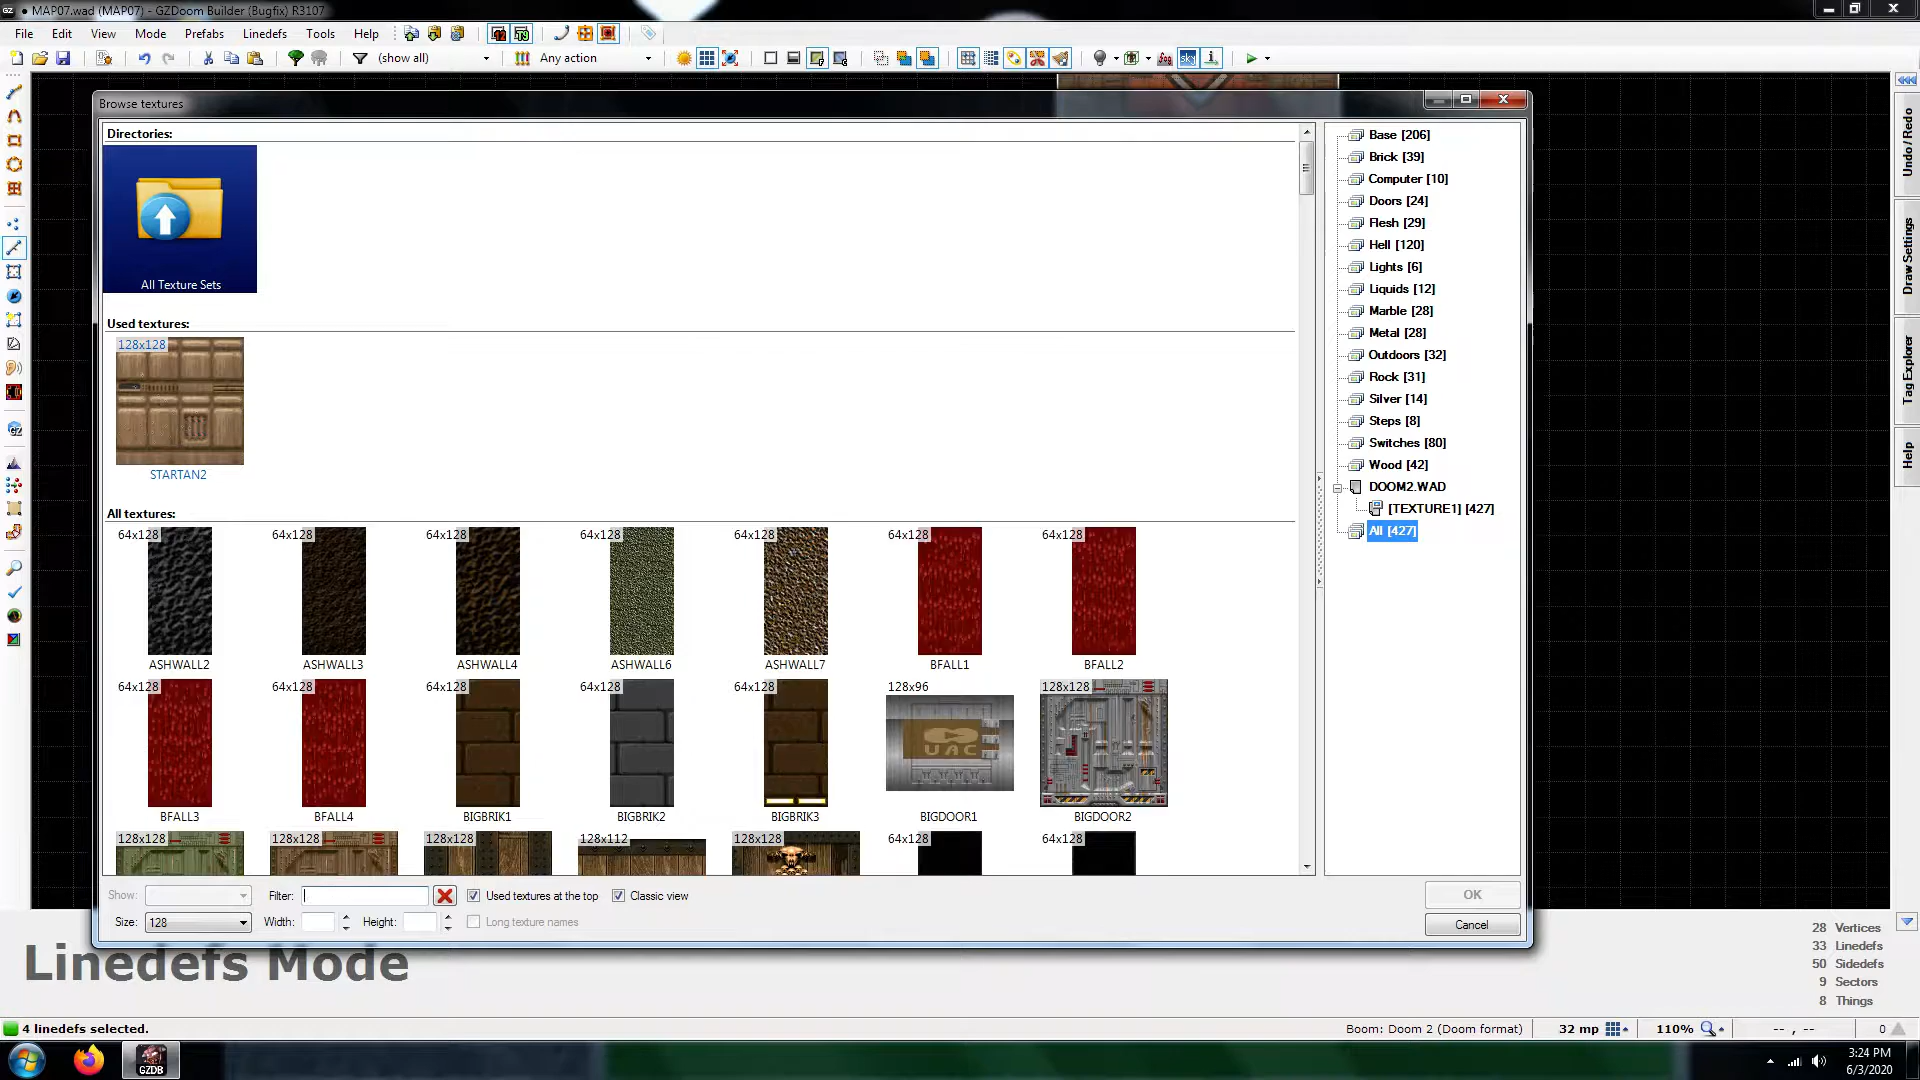 ● MAP07.wad (MAP07) - GZDoom Builder (Bugfix) R3107
File Edit View Mode Prefabs Linedefs Tools Help
(show all) Any action
Browse textures
Directories:
All Texture Sets
Used textures:
128x128
STARTAN2
All textures:
64x128 64x128 64x128 64x128 64x128 64x128 64x128
ASHWALL2 ASHWALL3 ASHWALL4 ASHWALL6 ASHWALL7 BFALL1 BFALL2
64x128 64x128 64x128 64x128 64x128 128x96 128x128
UAC
BFALL3 BFALL4 BIGBRIK1 BIGBRIK2 BIGBRIK3 BIGDOOR1 BIGDOOR2
128x128 128x128 128x128 128x112 128x128 64x128 64x128
Base [206]
Brick [39]
Computer [10]
Doors [24]
Flesh [29]
Hell [120]
Lights [6]
Liquids [12]
Marble [28]
Metal [28]
Outdoors [32]
Rock [31]
Silver [14]
Steps [8]
Switches [80]
Wood [42]
DOOM2.WAD
[TEXTURE1] [427]
All [427]
Undo / Redo
Draw Settings
Tag Explorer
Help
Show: Filter: Used textures at the top Classic view OK
Size: 128 Width: Height: Long texture names Cancel
Linedefs Mode
28 Vertices
33 Linedefs
50 Sidedefs
9 Sectors
8 Things
4 linedefs selected. Boom: Doom 2 (Doom format) 32 mp 110% -- , -- 0
GZDB
3:24 PM
6/3/2020